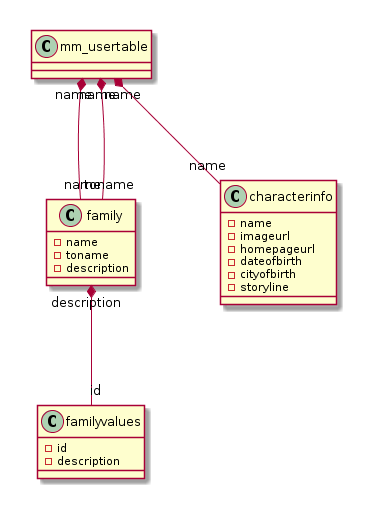 C mm_usertable
name name name
name toname name
C family
name
toname
description
C characterinfo
name
imageurl
homepageurl
dateofbirth
cityofbirth
storyline
description
id
C familyvalues
id
description